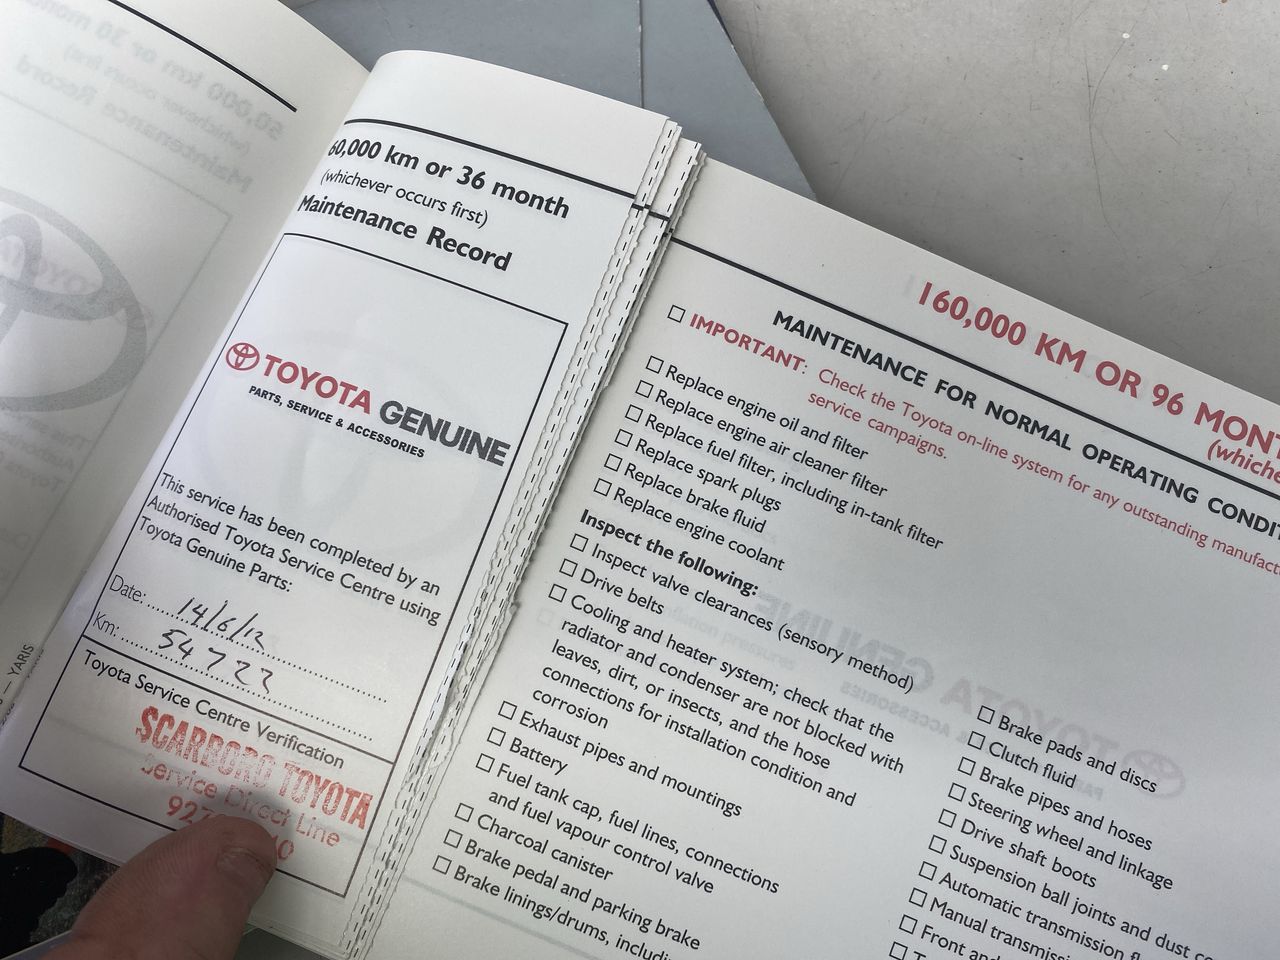 60,000 km or 36 month
(whichever occurs first)
Maintenance Record
TOYOTA GENUINE
PARTS, SERVICE & ACCESSORIES
This service has been completed by an
Authorised Toyota Service Centre using
Toyota Genuine Parts:
Date: 14/6/12
Km: 54723
Toyota Service Centre Verification
SCARBORO TOYOTA
Service Direct Line
— YARIS
160,000 KM OR 96
MAINTENANCE FOR NORMAL OPERATING
☐ IMPORTANT: Check the Toyota on-line system for any outstanding
service campaigns.
☐ Replace engine oil and filter
☐ Replace engine air cleaner filter
☐ Replace fuel filter, including in-tank filter
☐ Replace spark plugs
☐ Replace brake fluid
☐ Replace engine coolant
Inspect the following:
☐ Inspect valve clearances (sensory method)
☐ Drive belts
☐ Cooling and heater system; check that the
radiator and condenser are not blocked with
leaves, dirt, or insects, and the hose
connections for installation condition and
corrosion
☐ Exhaust pipes and mountings
☐ Battery
☐ Fuel tank cap, fuel lines, connections
and fuel vapour control valve
☐ Charcoal canister
☐ Brake pedal and parking brake
☐ Brake linings/drums,
☐ Brake pads and discs
☐ Clutch fluid
☐ Brake pipes and hoses
☐ Steering wheel and linkage
☐ Drive shaft boots
☐ Suspension ball joints and dust
☐ Automatic transmission
☐ Manual
☐ Front